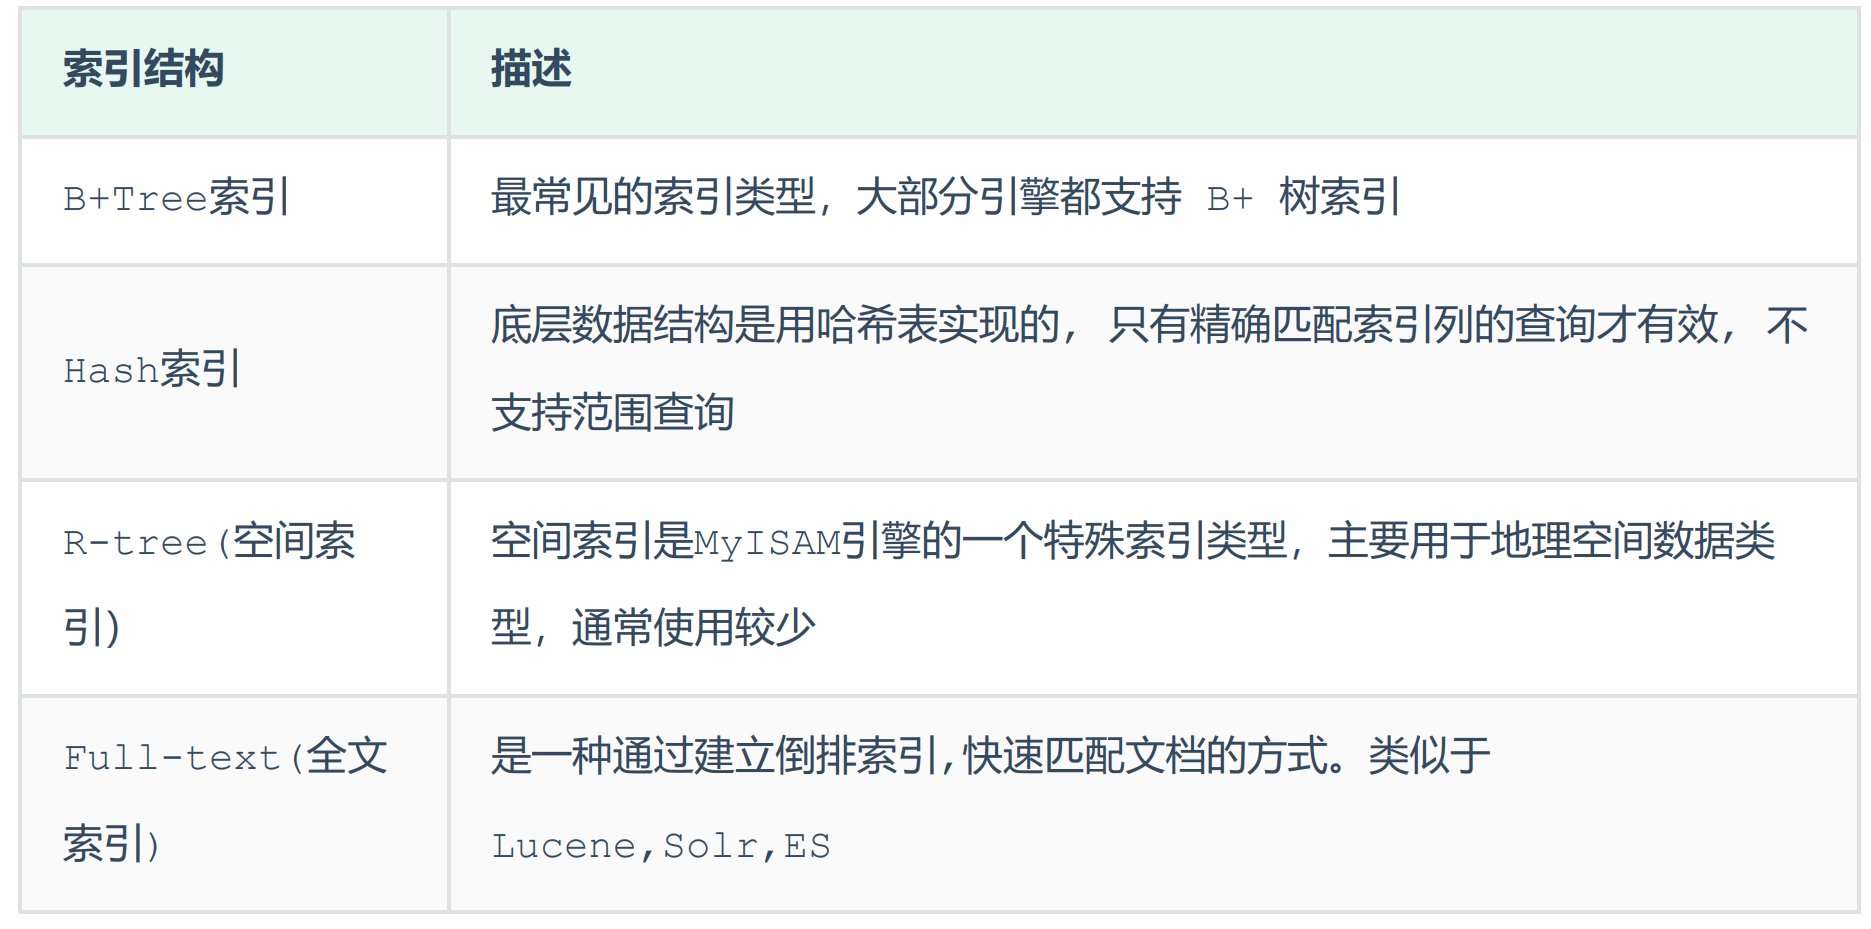 索引结构 描述
B+Tree索引 最常见的索引类型，大部分引擎都支持 B+ 树索引
Hash索引 底层数据结构是用哈希表实现的, 只有精确匹配索引列的查询才有效, 不
支持范围查询
R-tree(空间索
引) 空间索引是MyISAM引擎的一个特殊索引类型，主要用于地理空间数据类
型，通常使用较少
Full-text(全文
索引) 是一种通过建立倒排索引,快速匹配文档的方式。类似于
Lucene,Solr,ES